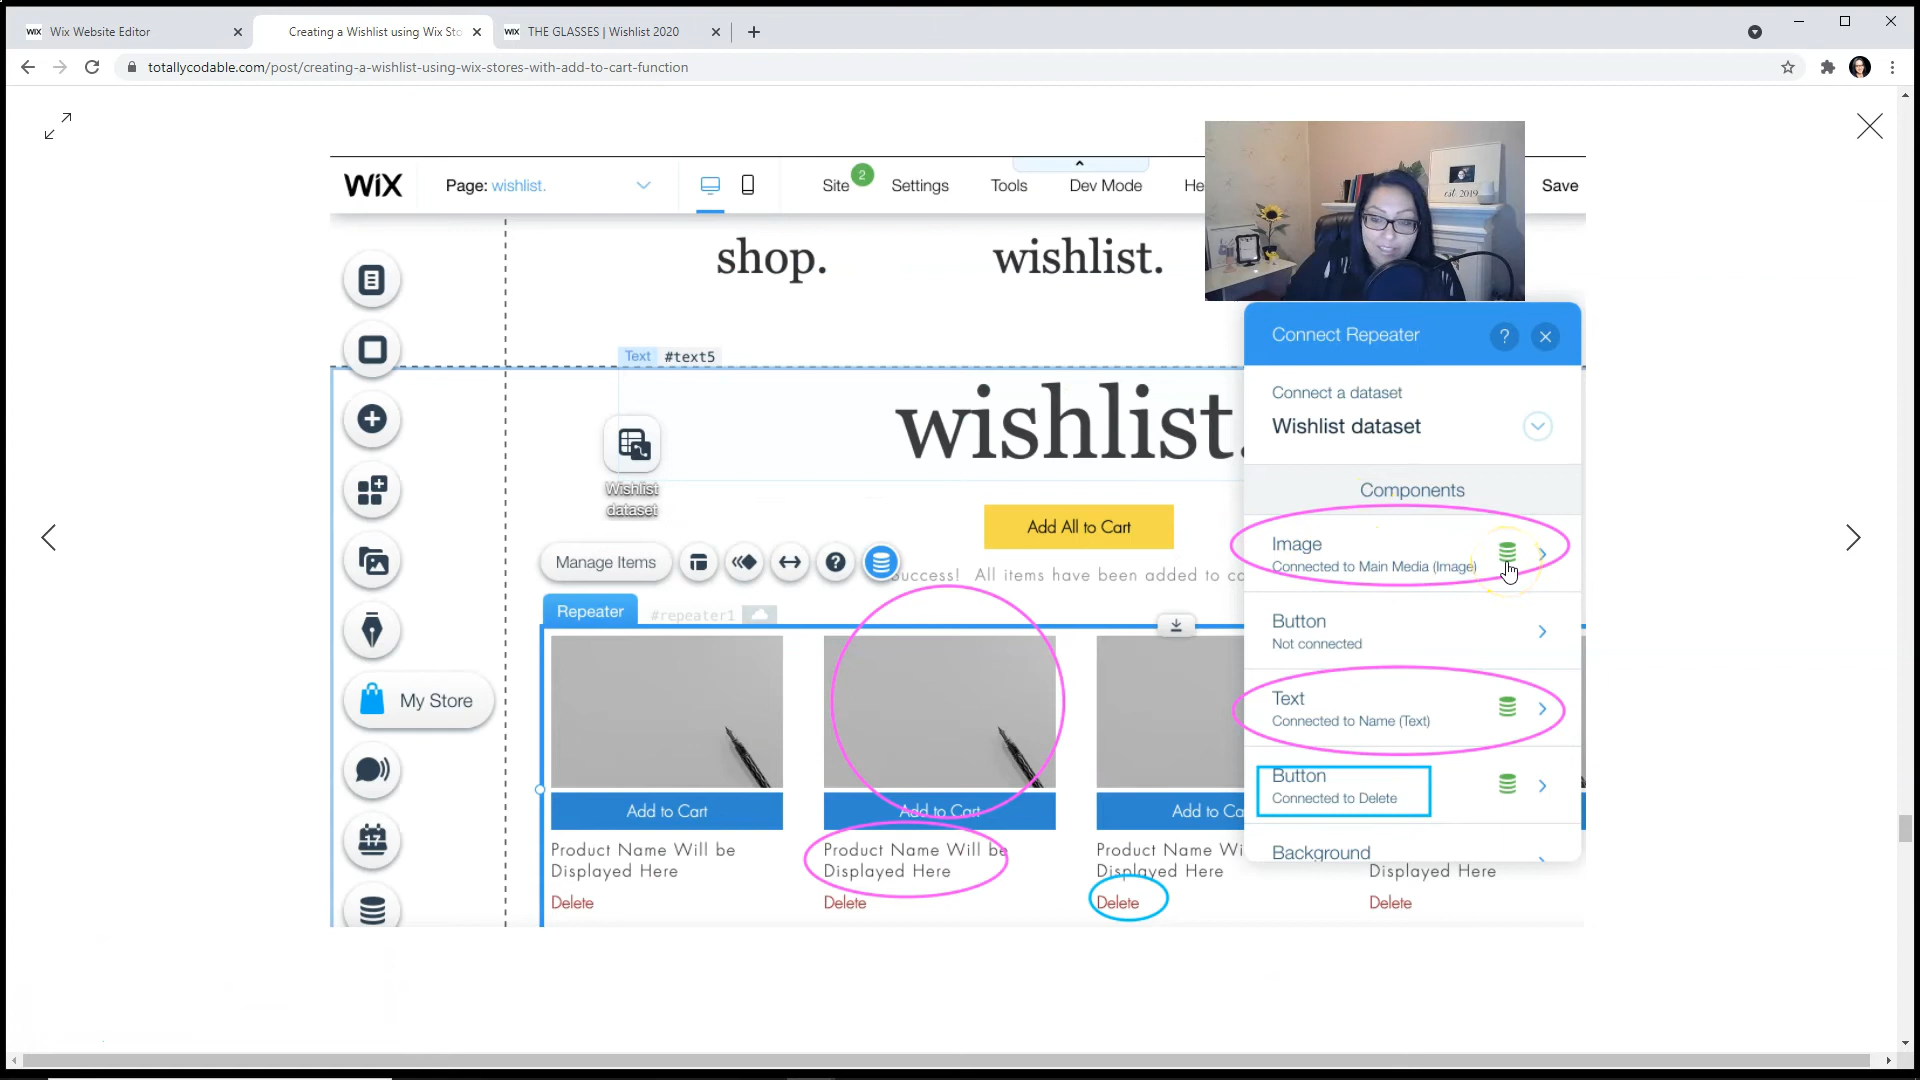 WiX Wix Website Editor
Creating a Wishlist using Wix Sto
WiX THE GLASSES | Wishlist 2020
totallycodable.com/post/creating-a-wishlist-using-wix-stores-with-add-to-cart-function
WiX
Page: wishlist.
Site 2
Settings
Tools
Dev Mode
He
Save
est. 2019
shop.
wishlist.
Text #text5
wishlist.
Wishlist
dataset
Add All to Cart
Manage Items
?
Success! All items have been added to ca
Repeater #repeater1
My Store
17
Add to Cart
Add to Cart
Add to Ca
Product Name Will be
Displayed Here
Product Name Will be
Displayed Here
Product Name Wi
Displayed Here
Displayed Here
Delete
Delete
Delete
Delete
Connect Repeater
?
Connect a dataset
Wishlist dataset
Components
Image
Connected to Main Media (Image)
Button
Not connected
Text
Connected to Name (Text)
Button
Connected to Delete
Background